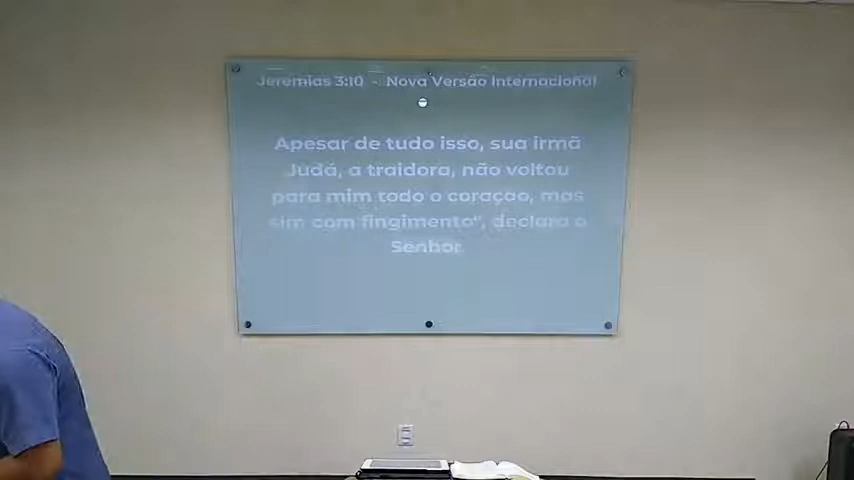 Jeremias 3:10 - Nova Versão Internacional
Apesar de tudo isso, sua irmã
Judá, a traidora, não voltou
para mim todo o coração, mas
sim com fingimento", declara o
Senhor.